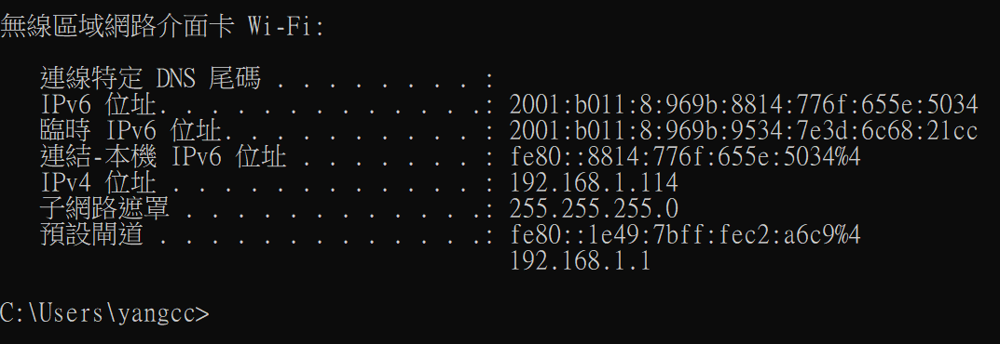 無線區域網路介面卡 Wi-Fi:
連線特定 DNS 尾碼 . . . . . . . . :
IPv6 位址. . . . . . . . . . . . .: 2001:b011:8:969b:8814:776f:655e:5034
臨時 IPv6 位址. . . . . . . . . . : 2001:b011:8:969b:9534:7e3d:6c68:21cc
連結-本機 IPv6 位址 . . . . . . . : fe80::8814:776f:655e:5034%4
IPv4 位址 . . . . . . . . . . . . : 192.168.1.114
子網路遮罩 . . . . . . . . . . . .: 255.255.255.0
預設閘道 . . . . . . . . . . . . .: fe80::1e49:7bff:fec2:a6c9%4
192.168.1.1
C:\Users\yangcc>